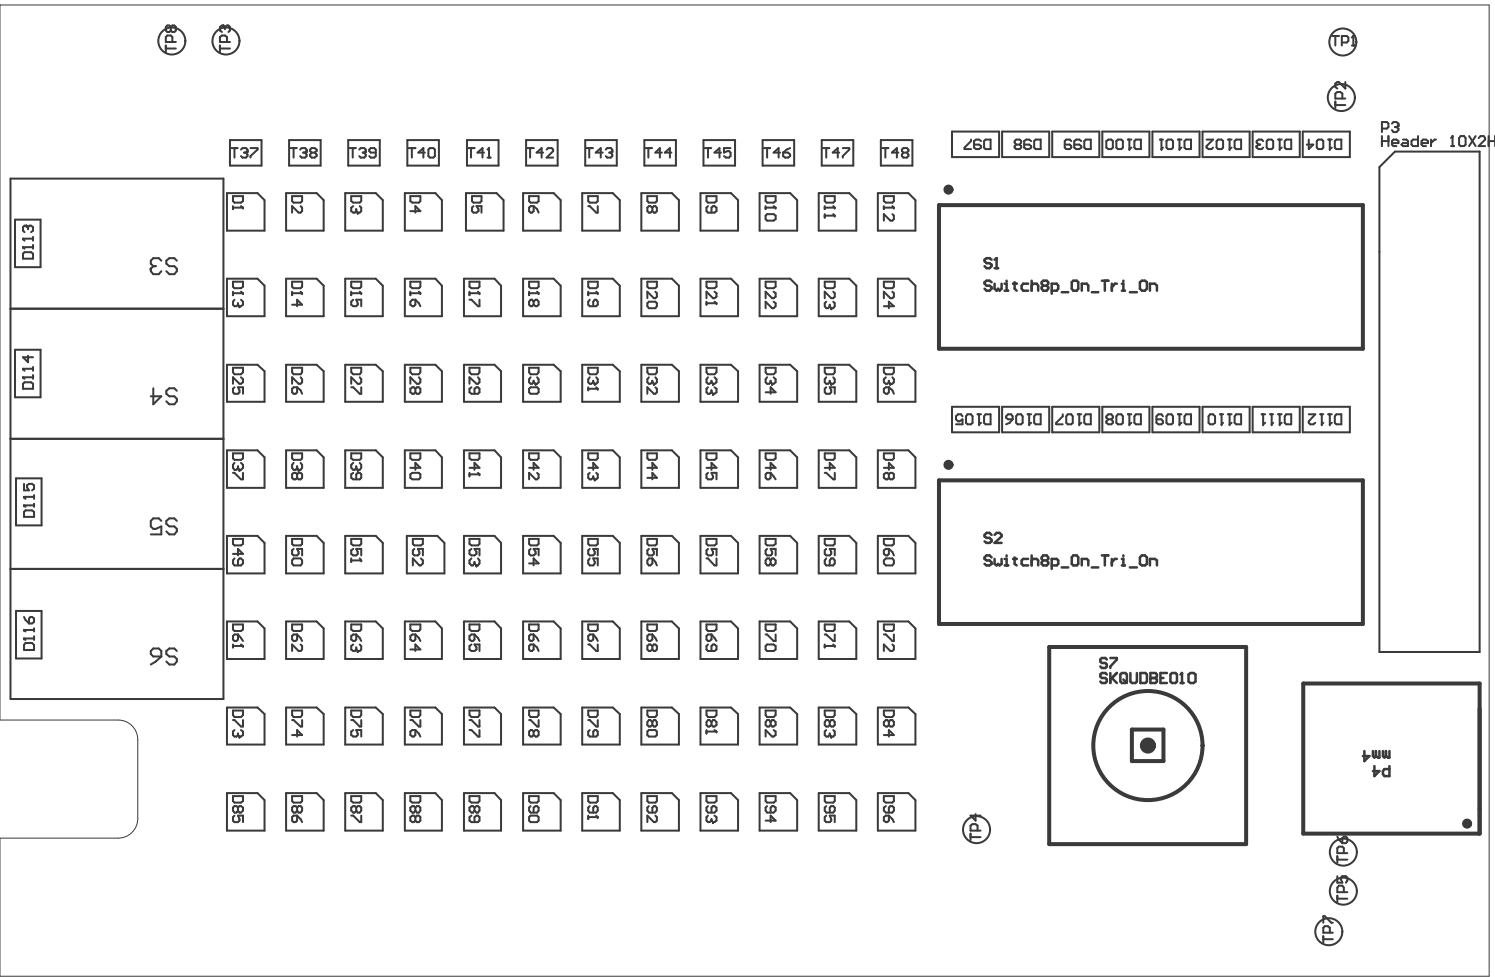 TP8 TP3 TP1
TP2
P3
Header 10X2H
T37 T38 T39 T40 T41 T42 T43 T44 T45 T46 T47 T48
D97 D98 D99 D100 D101 D102 D103 D104
D1 D2 D3 D4 D5 D6 D7 D8 D9 D10 D11 D12
D113
S3
S1
Switch8p_On_Tri_On
D13 D14 D15 D16 D17 D18 D19 D20 D21 D22 D23 D24
D114
S4
D25 D26 D27 D28 D29 D30 D31 D32 D33 D34 D35 D36
D105 D106 D107 D108 D109 D110 D111 D112
D37 D38 D39 D40 D41 D42 D43 D44 D45 D46 D47 D48
D115
S5
S2
Switch8p_On_Tri_On
D49 D50 D51 D52 D53 D54 D55 D56 D57 D58 D59 D60
D116
S6
D61 D62 D63 D64 D65 D66 D67 D68 D69 D70 D71 D72
S7
SKQUDBE010
D73 D74 D75 D76 D77 D78 D79 D80 D81 D82 D83 D84
p4
mm4
D85 D86 D87 D88 D89 D90 D91 D92 D93 D94 D95 D96
TP4
TP6
TP5
TP7